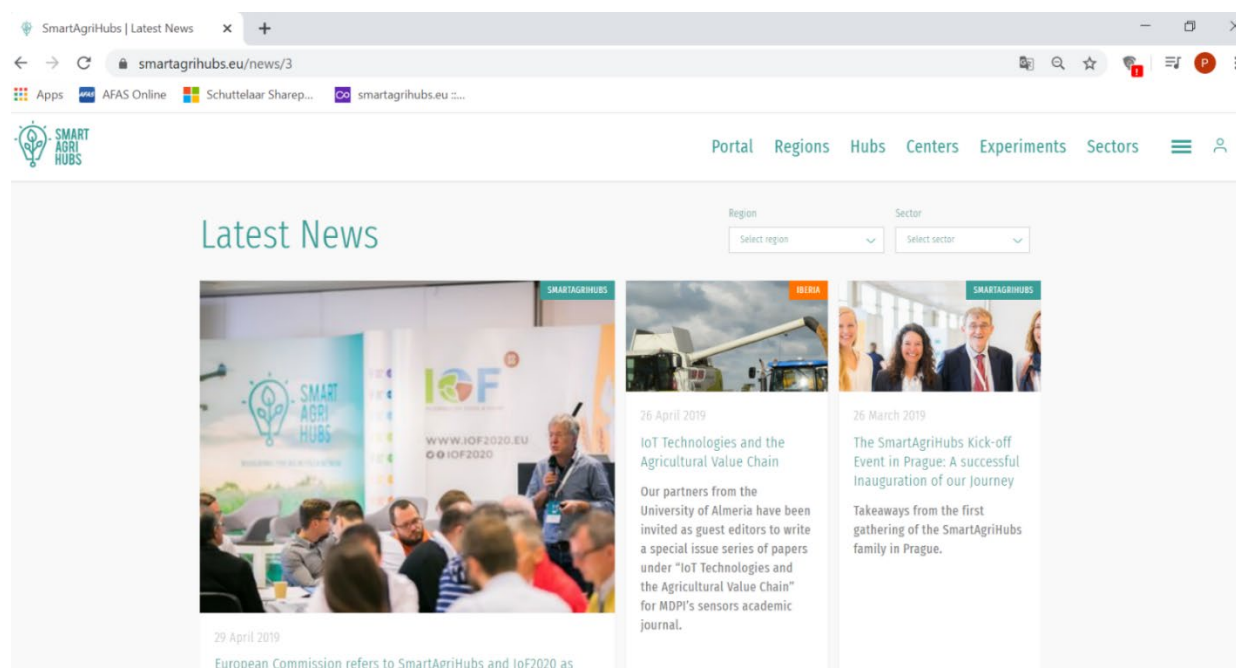 SmartAgriHubs | Latest News
smartagrihubs.eu/news/3
Apps
AFAS Online
Schuttelaar Sharep...
smartagrihubs.eu ::...
SMART
AGRI
HUBS
Portal
Regions
Hubs
Centers
Experiments
Sectors
P
Latest News
Region
Select region
Sector
Select sector
SMARTAGRIHUBS
SMART
AGRI
HUBS
IOF
WWW.IOF2020.EU
IOF2020
29 April 2019
European Commission refers to SmartAgriHubs and IoF2020 as
IBERIA
26 April 2019
IoT Technologies and the
Agricultural Value Chain
Our partners from the
University of Almeria have been
invited as guest editors to write
a special issue series of papers
under “IoT Technologies and
the Agricultural Value Chain”
for MDPI's sensors academic
journal.
SMARTAGRIHUBS
26 March 2019
The SmartAgriHubs Kick-off
Event in Prague: A successful
Inauguration of our Journey
Takeaways from the first
gathering of the SmartAgriHubs
family in Prague.